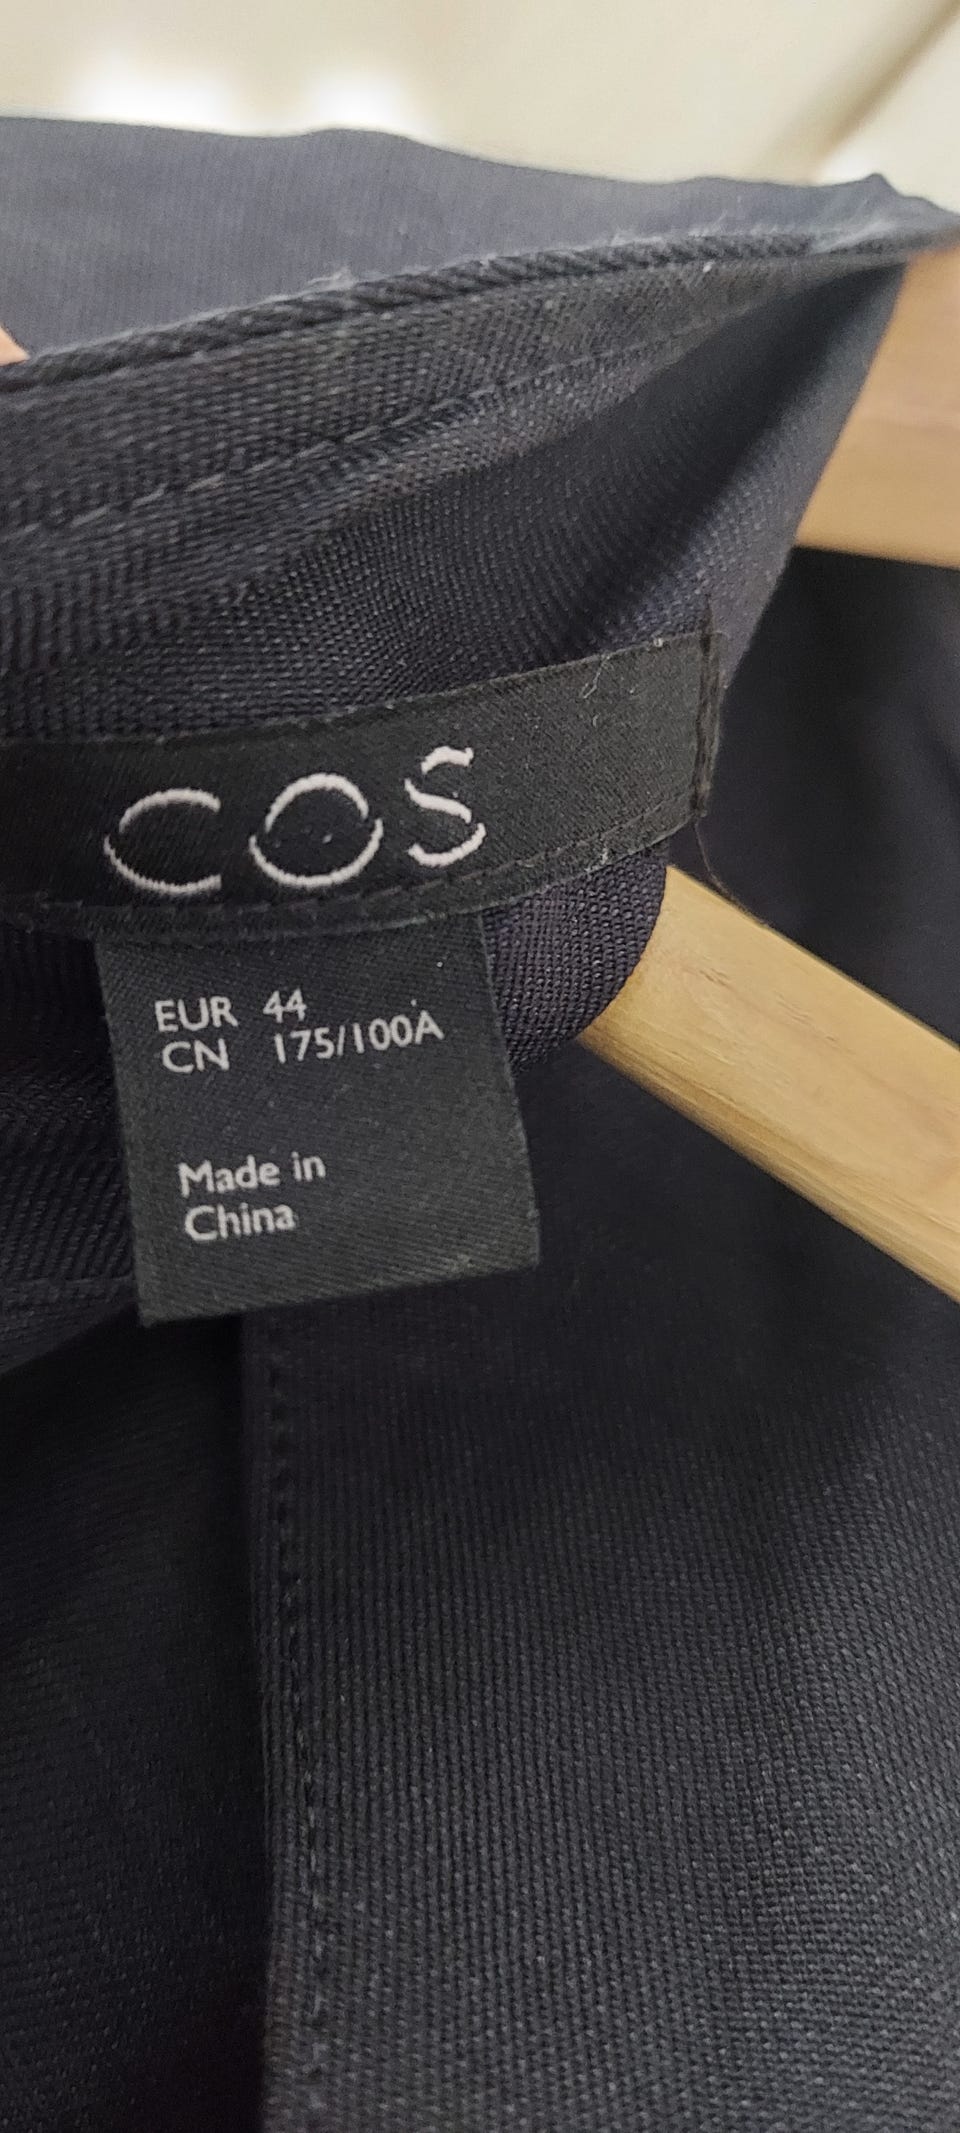 COS
EUR 44
CN 175/100A
Made in
China